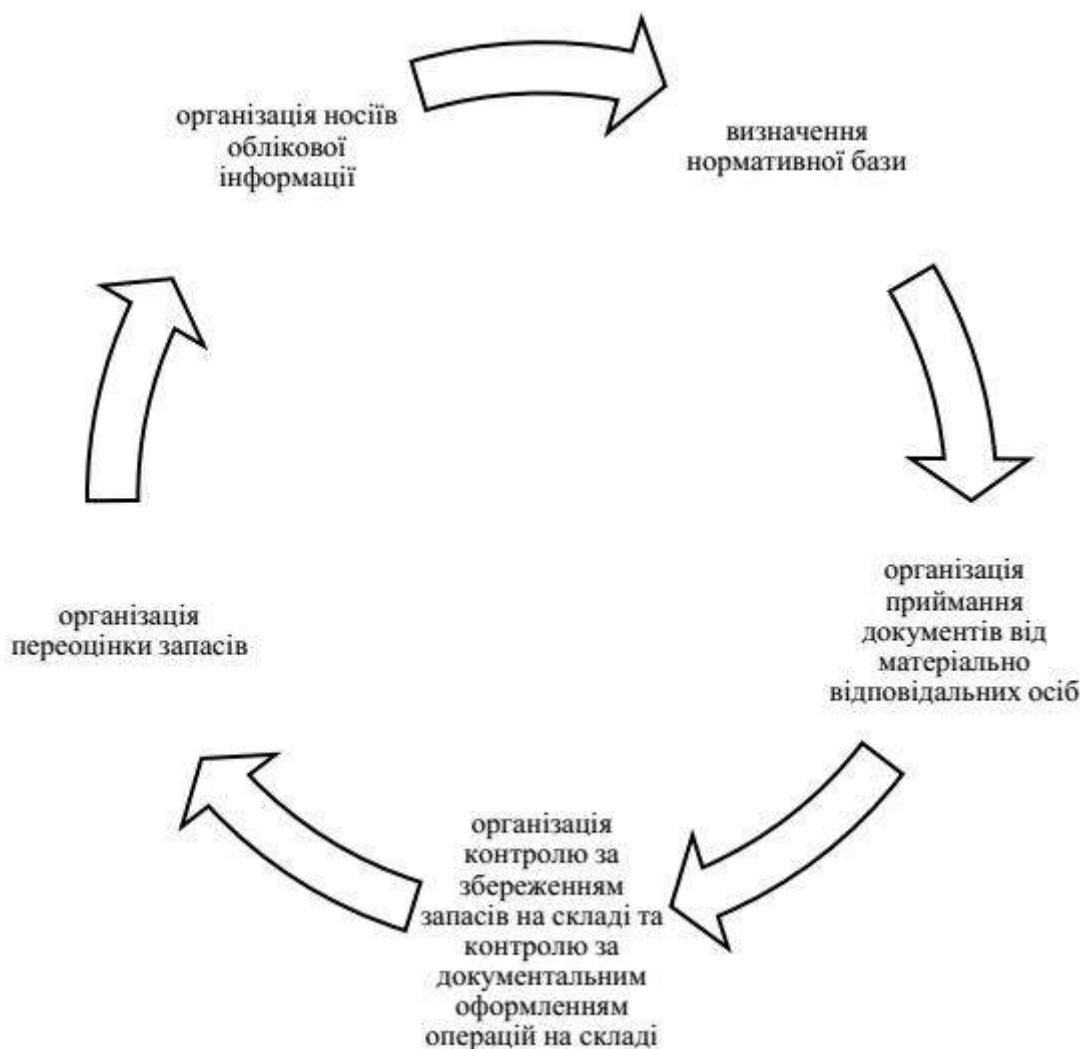 організація носіїв
облікової
інформації
визначення
нормативної бази
організація
приймання
документів від
матеріально
відповідальних осіб
організація
контролю за
збереженням
запасів на складі та
контролю за
документальним
оформленням
операцій на складі
організація
переоцінки запасів